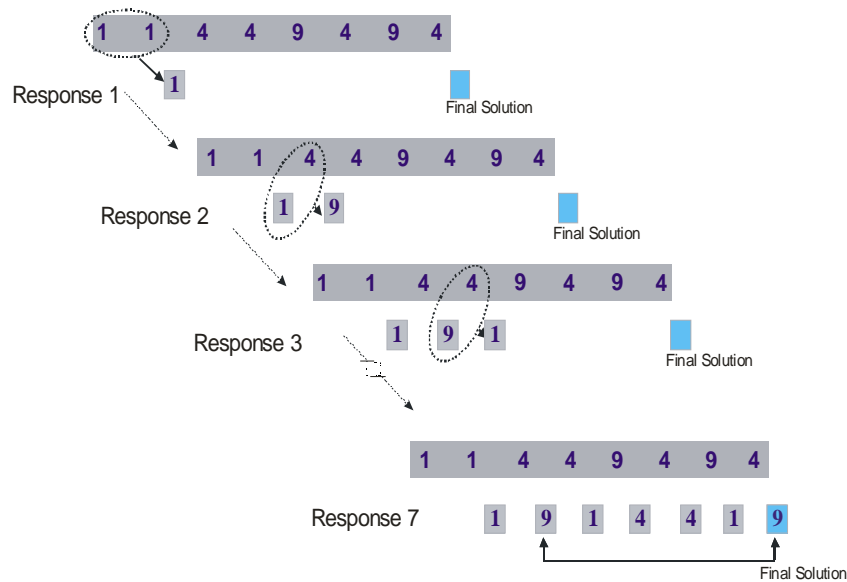 1 1 4 4 9 4 9 4
1
Response 1
Final Solution
1 1 4 4 9 4 9 4
1 9
Response 2
Final Solution
1 1 4 4 9 4 9 4
1 9 1
Response 3
Final Solution
1 1 4 4 9 4 9 4
Response 7 1 9 1 4 4 1 9
Final Solution